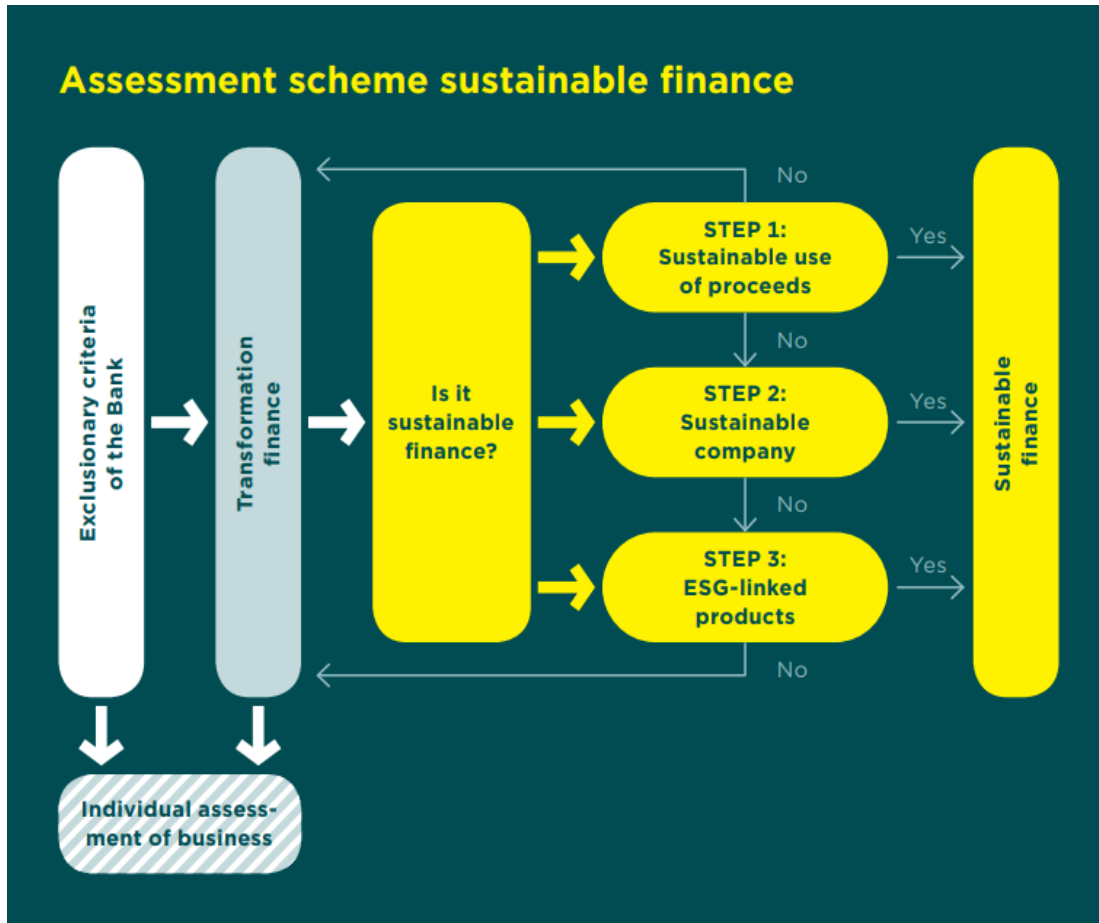 Assessment scheme sustainable finance
Exclusionary criteria
of the Bank
Transformation
finance
Is it
sustainable
finance?
No
STEP 1:
Sustainable use
of proceeds
Yes
No
STEP 2:
Sustainable
company
Yes
No
STEP 3:
ESG-linked
products
Yes
No
Sustainable
finance
Individual assess-
ment of business